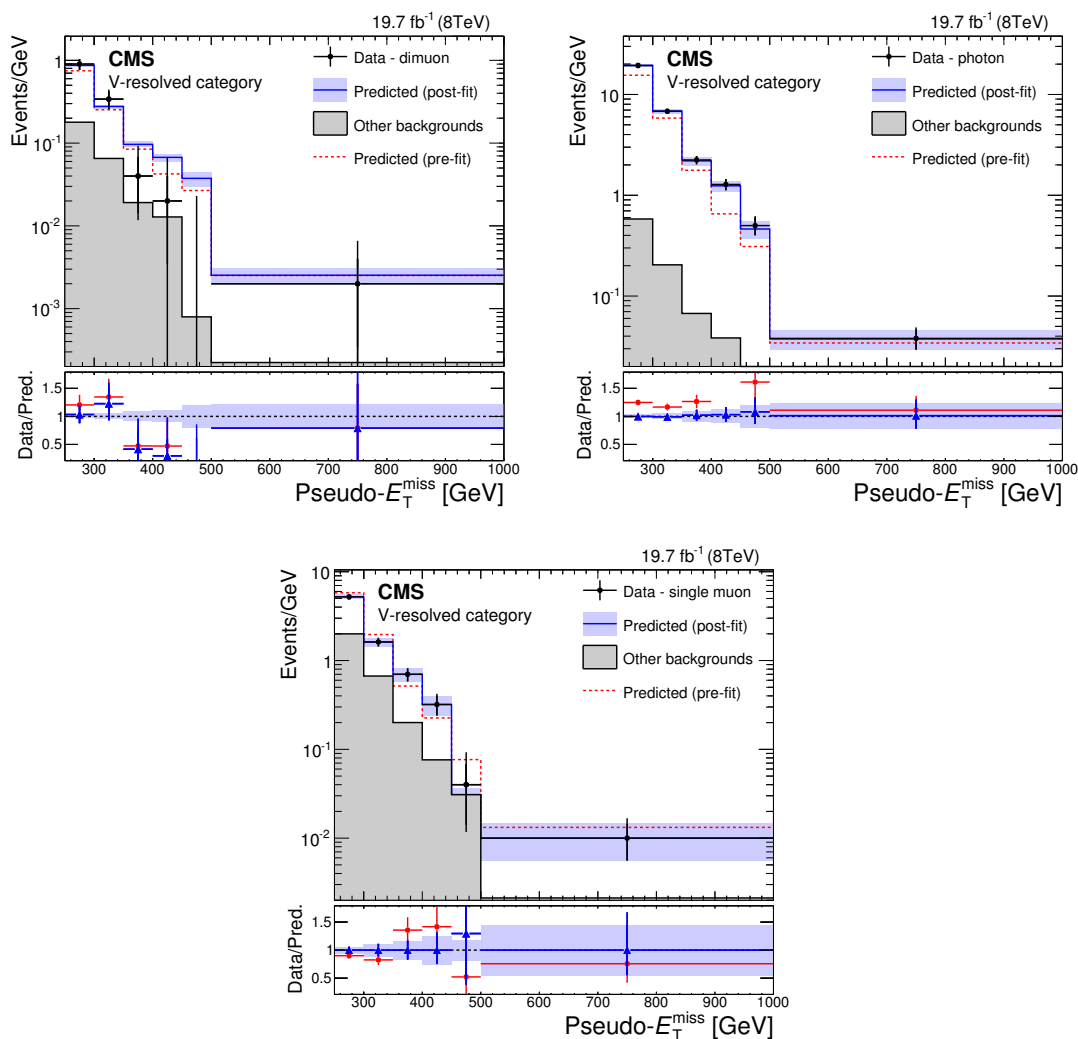 19.7 fb⁻¹ (8TeV)
Events/GeV
CMS
V-resolved category
Data - dimuon
Predicted (post-fit)
Other backgrounds
Predicted (pre-fit)
1
10⁻¹
10⁻²
10⁻³
Data/Pred.
1.5
1
0.5
300 400 500 600 700 800 900 1000
Pseudo-E_T^miss [GeV]
19.7 fb⁻¹ (8TeV)
Events/GeV
CMS
V-resolved category
Data - photon
Predicted (post-fit)
Other backgrounds
Predicted (pre-fit)
10
1
10⁻¹
Data/Pred.
1.5
1
0.5
300 400 500 600 700 800 900 1000
Pseudo-E_T^miss [GeV]
19.7 fb⁻¹ (8TeV)
Events/GeV
CMS
V-resolved category
Data - single muon
Predicted (post-fit)
Other backgrounds
Predicted (pre-fit)
10
1
10⁻¹
10⁻²
Data/Pred.
1.5
1
0.5
300 400 500 600 700 800 900 1000
Pseudo-E_T^miss [GeV]